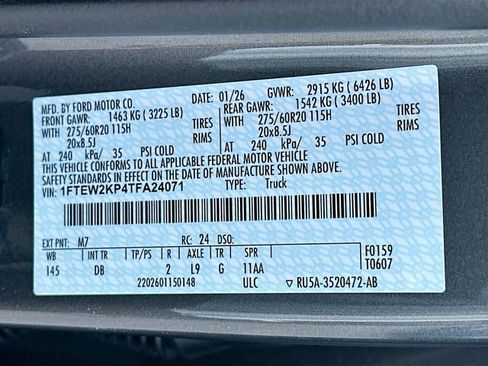 MFD. BY FORD MOTOR CO. 01/26 GVWR: 2915 KG ( 6426 LB)
FRONT GAWR: 1463 KG ( 3225 LB) REAR GAWR: 1542 KG ( 3400 LB)
WITH 275/60R20 115H TIRES WITH 275/60R20 115H TIRES
20x8.5J RIMS 20x8.5J RIMS
AT 240 kPa/ 35 PSI COLD AT 240 kPa/ 35 PSI COLD
THIS VEHICLE CONFORMS TO ALL APPLICABLE FEDERAL MOTOR VEHICLE
SAFETY STANDARDS IN EFFECT ON THE DATE OF MANUFACTURE SHOWN ABOVE.
VIN: 1FTEW2KP4TFA24071 TYPE: Truck
EXT PNT: M7 RC: 24 DSO: F0159
WB INT TR TP/PS R AXLE TR SPR T0607
145 DB 2 L9 G 11AA
2202601150148 ULC ▽ RU5A-3520472-AB